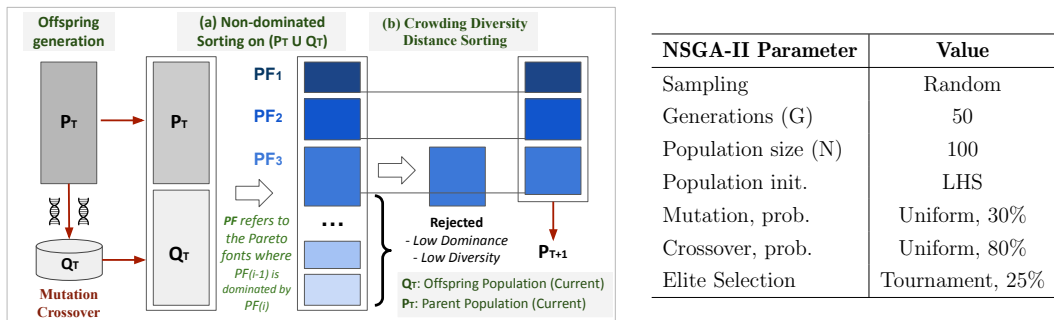 Offspring
generation
(a) Non-dominated
Sorting on (PT U QT)
(b) Crowding Diversity
Distance Sorting
PT
PT
QT
QT
Mutation
Crossover
PF1
PF2
PF3
PF refers to
the Pareto
fonts where
PF(i-1) is
dominated by
PF(i)
...
Rejected
- Low Dominance
- Low Diversity
PT+1
QT: Offspring Population (Current)
PT: Parent Population (Current)
NSGA-II Parameter Value
Sampling Random
Generations (G) 50
Population size (N) 100
Population init. LHS
Mutation, prob. Uniform, 30%
Crossover, prob. Uniform, 80%
Elite Selection Tournament, 25%